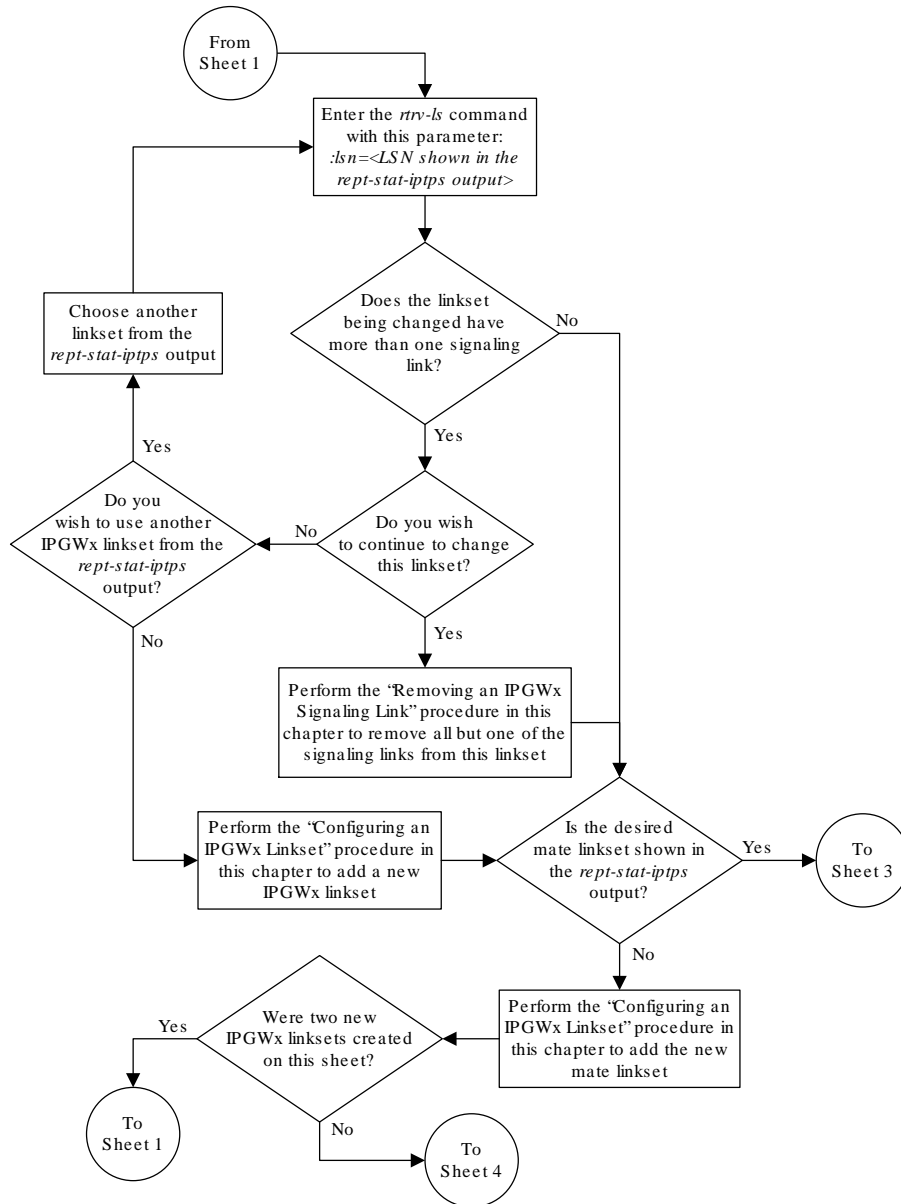 From
Sheet 1
Enter the rtrv-ls command
with this parameter:
:lsn=<LSN shown in the
rept-stat-iptps output>
Does the linkset
being changed have
more than one signaling
link?
No
Yes
Choose another
linkset from the
rept-stat-iptps output
Yes
Do you
wish to use another
IPGWx linkset from the
rept-stat-iptps
output?
No
No
Do you wish
to continue to change
this linkset?
Yes
Perform the “Removing an IPGWx
Signaling Link” procedure in this
chapter to remove all but one of the
signaling links from this linkset
Perform the “Configuring an
IPGWx Linkset” procedure in
this chapter to add a new
IPGWx linkset
Is the desired
mate linkset shown in
the rept-stat-iptps
output?
Yes
To
Sheet 3
No
Perform the “Configuring an
IPGWx Linkset” procedure in
this chapter to add the new
mate linkset
Were two new
IPGWx linksets created
on this sheet?
Yes
To
Sheet 1
No
To
Sheet 4